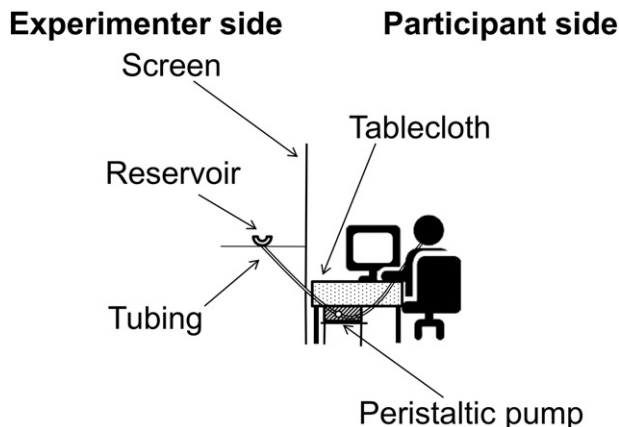 Experimenter side
Participant side
Screen
Tablecloth
Reservoir
Tubing
Peristaltic pump